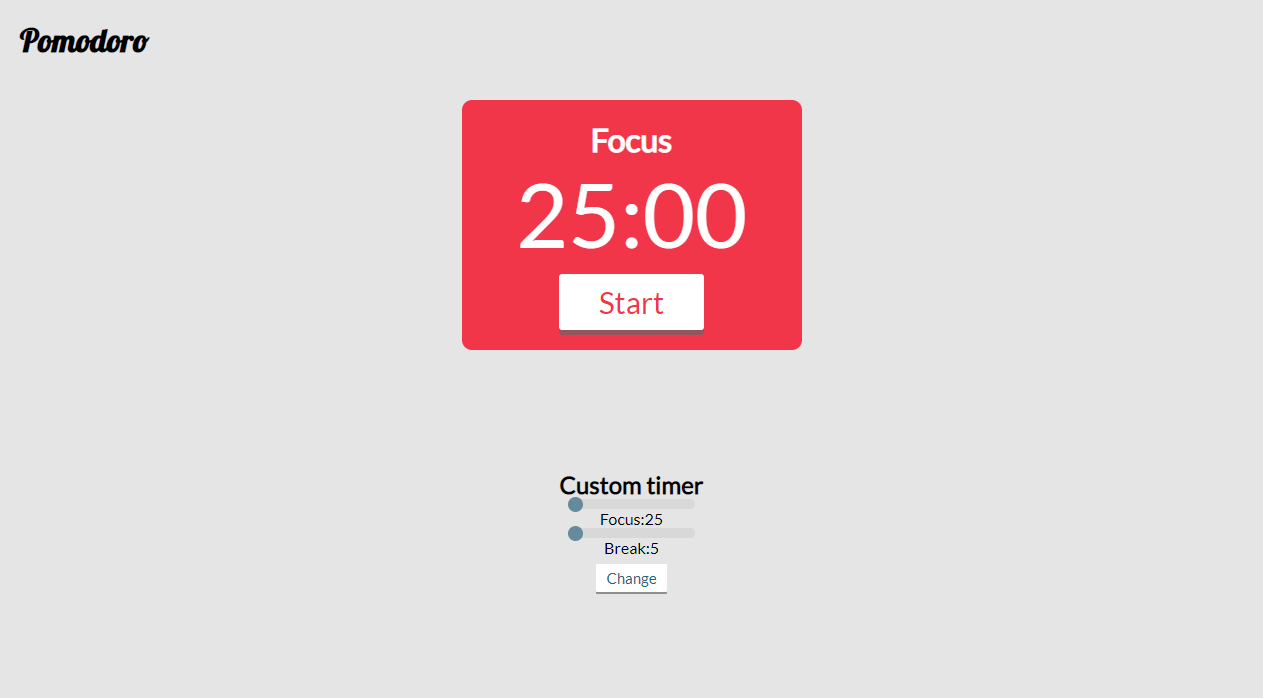 Pomodoro
Focus
25:00
Start
Custom timer
Focus:25
Break:5
Change